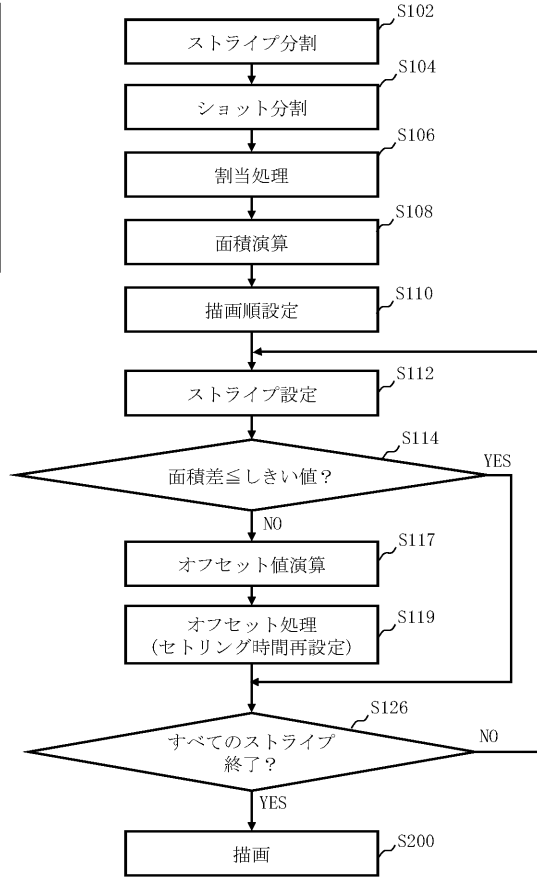 S102
ストライプ分割
S104
ショット分割
S106
割当処理
S108
面積演算
S110
描画順設定
S112
ストライプ設定
S114
面積差≦しきい値？
YES
NO
S117
オフセット値演算
S119
オフセット処理
(セトリング時間再設定)
S126
すべてのストライプ
終了？
NO
YES
S200
描画